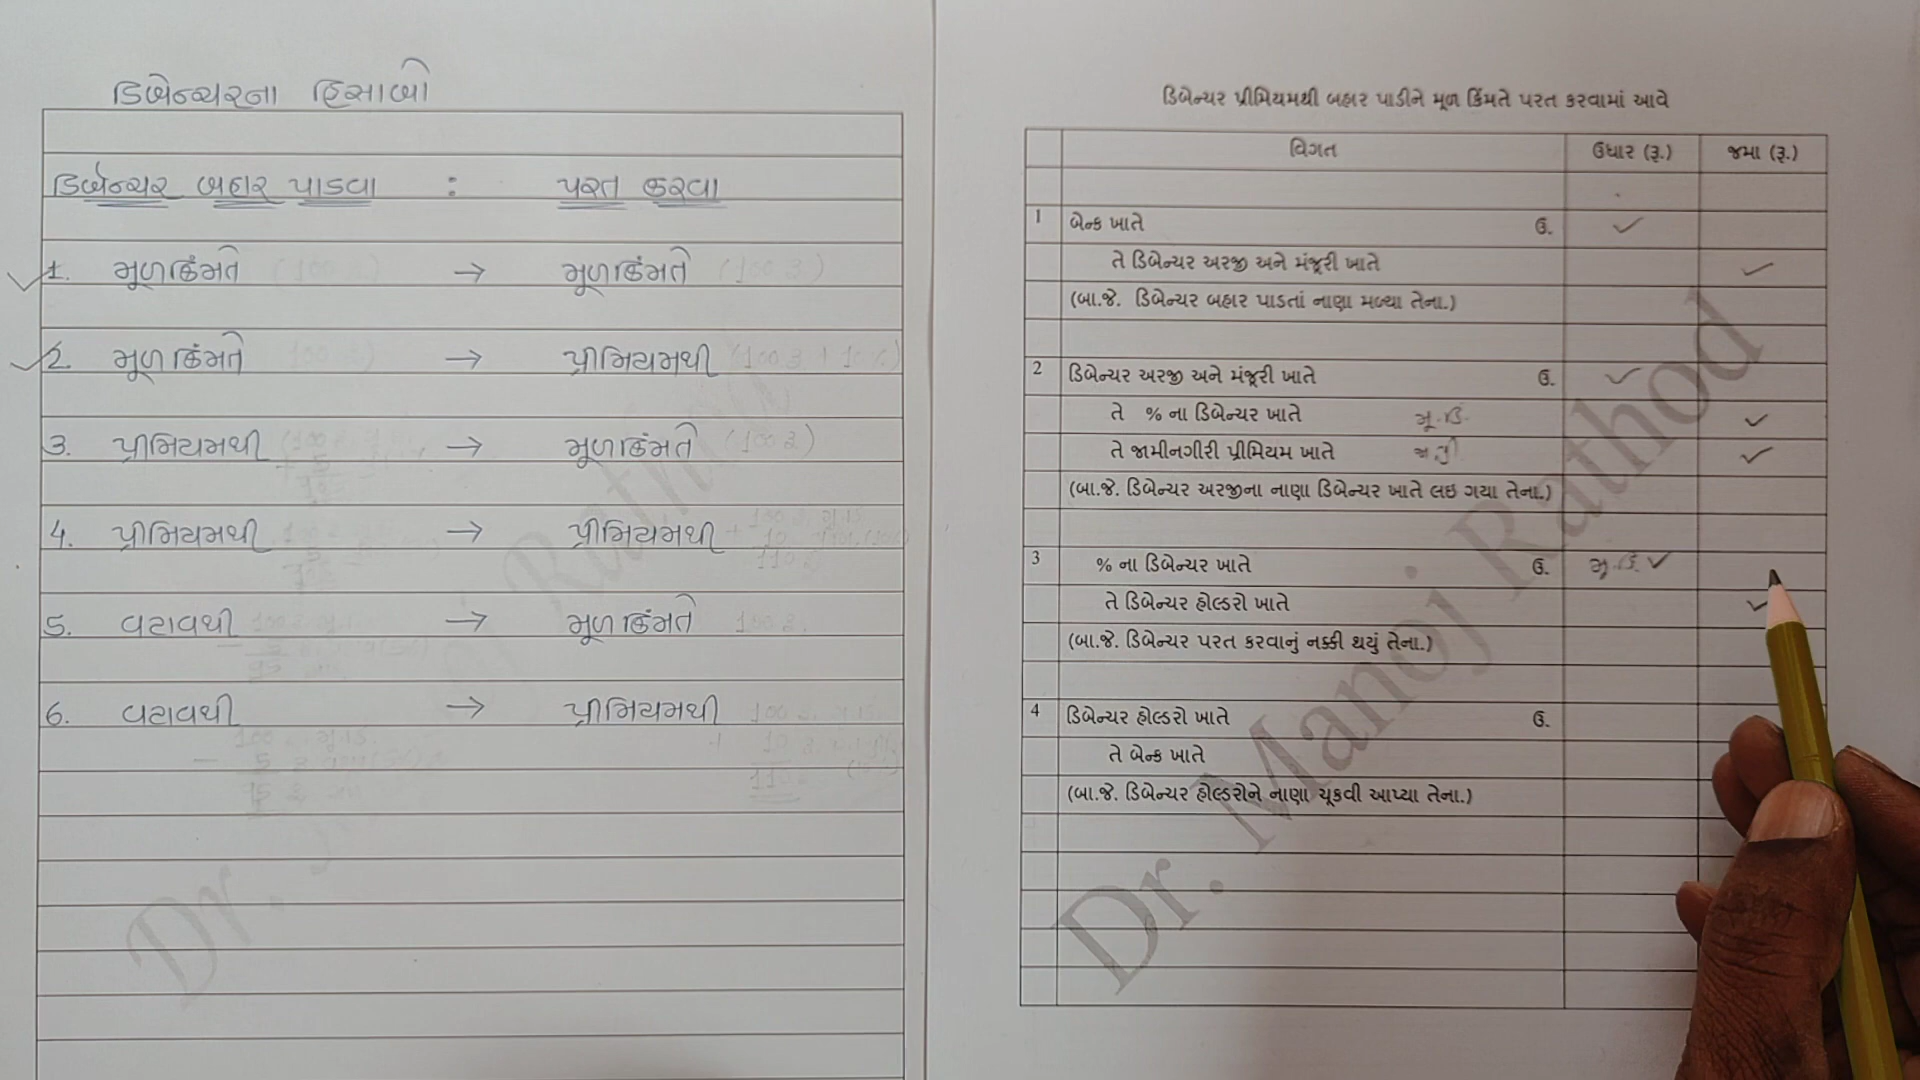 ડિબેન્ચરના હિસાબો
ડિબેન્ચર બહાર પાડવા : પરત કરવા
1. મૂળકિંમતે (100 રૂ) → મૂળકિંમતે (100 રૂ)
2. મૂળકિંમતે → પ્રીમિયમથી
3. પ્રીમિયમથી → મૂળકિંમતે (100 રૂ)
4. પ્રીમિયમથી → પ્રીમિયમથી
5. વટાવથી → મૂળકિંમતે 100 રૂ.
6. વટાવથી → પ્રીમિયમથી
ડિબેન્ચર પ્રીમિયમથી બહાર પાડીને મૂળ કિંમતે પરત કરવામાં આવે
વિગત ઉધાર (રૂ.) જમા (રૂ.)
1 બેન્ક ખાતે ઉ. ✓
તે ડિબેન્ચર અરજી અને મંજૂરી ખાતે ✓
(બા.જે. ડિબેન્ચર બહાર પાડતાં નાણા મળ્યા તેના.)
2 ડિબેન્ચર અરજી અને મંજૂરી ખાતે ઉ. ✓
તે % ના ડિબેન્ચર ખાતે મૂ.કિં. ✓
તે જામીનગીરી પ્રીમિયમ ખાતે ✓
(બા.જે. ડિબેન્ચર અરજીના નાણા ડિબેન્ચર ખાતે લઇ ગયા તેના.)
3 % ના ડિબેન્ચર ખાતે ઉ. મૂ.કિં. ✓
તે ડિબેન્ચર હોલ્ડરો ખાતે ✓
(બા.જે. ડિબેન્ચર પરત કરવાનું નક્કી થયું તેના.)
4 ડિબેન્ચર હોલ્ડરો ખાતે ઉ.
તે બેન્ક ખાતે
(બા.જે. ડિબેન્ચર હોલ્ડરોને નાણા ચૂકવી આપ્યા તેના.)
Dr. Manoj Rathod